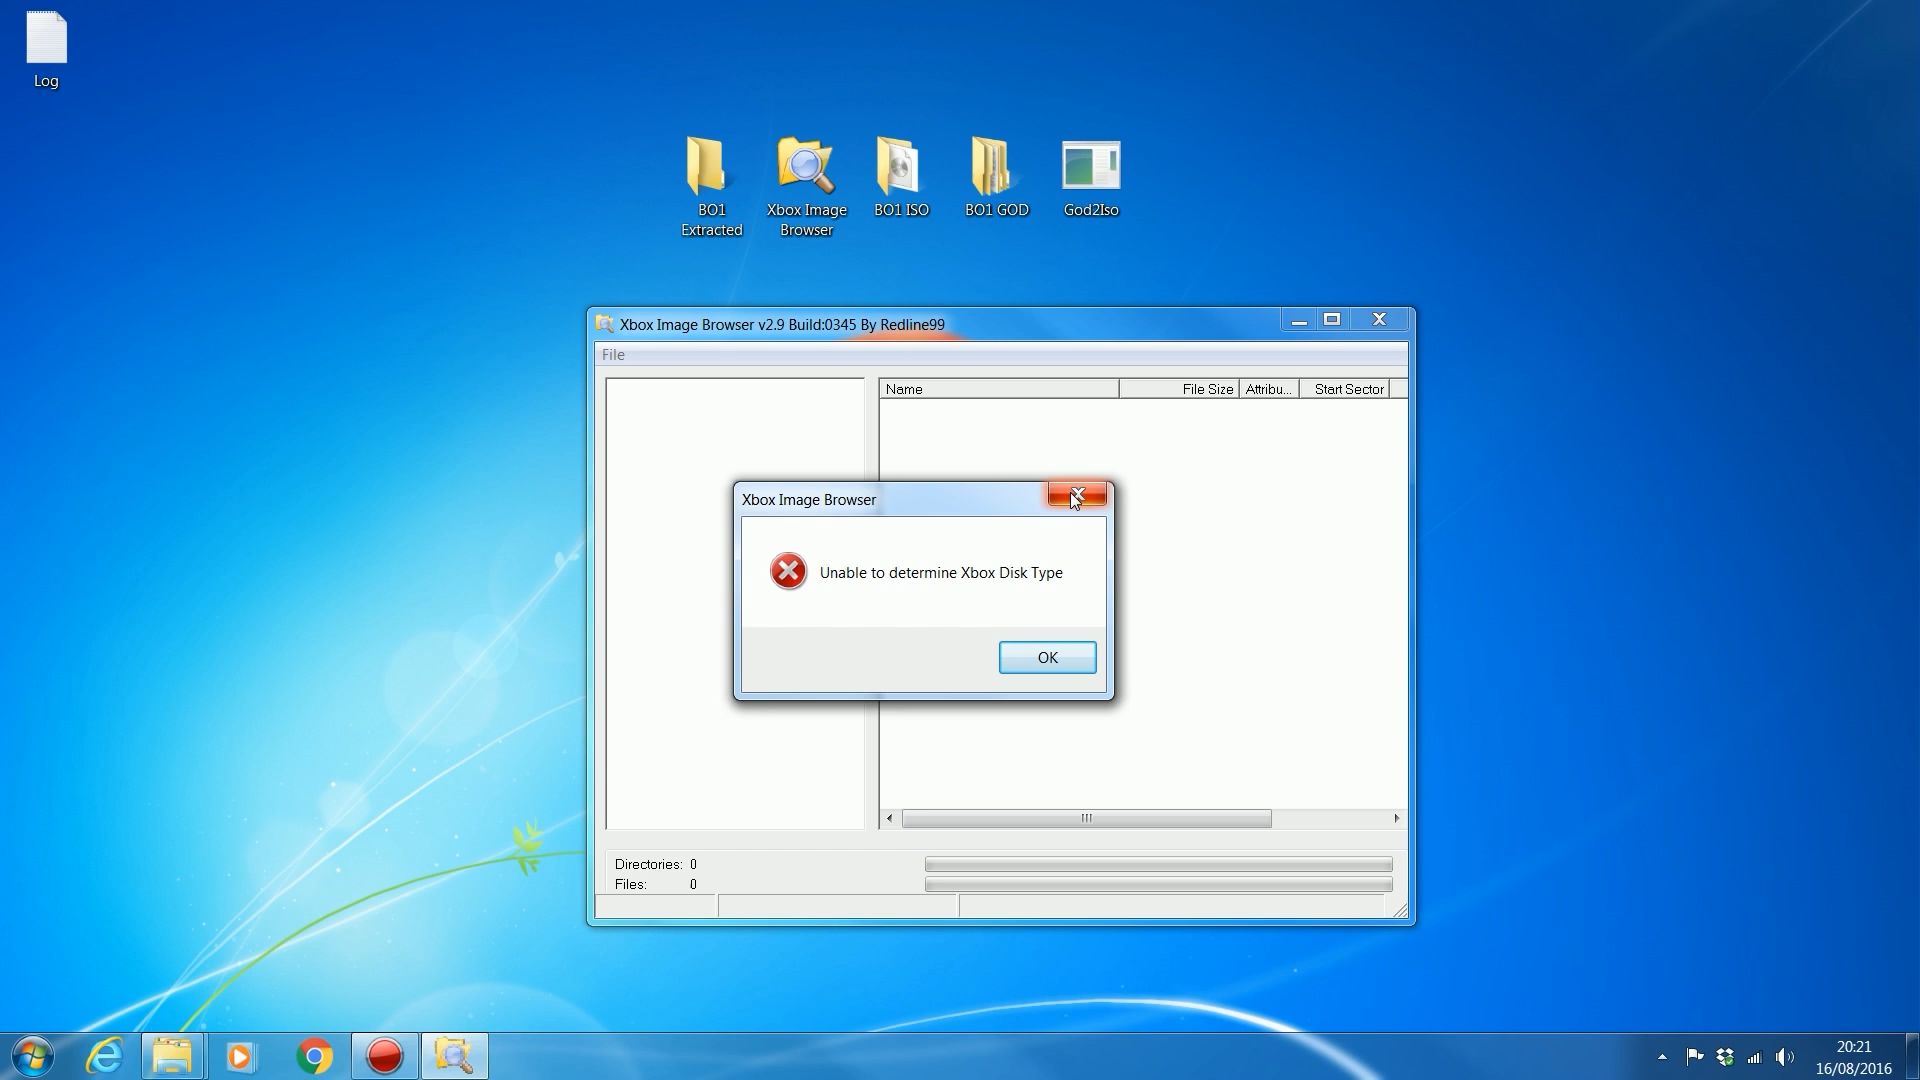 Log
BO1
Extracted
Xbox Image
Browser
BO1 ISO
BO1 GOD
God2Iso
Xbox Image Browser v2.9 Build:0345 By Redline99
File
Name
File Size
Attribu...
Start Sector
Xbox Image Browser
Unable to determine Xbox Disk Type
OK
Directories: 0
Files: 0
20:21
16/08/2016